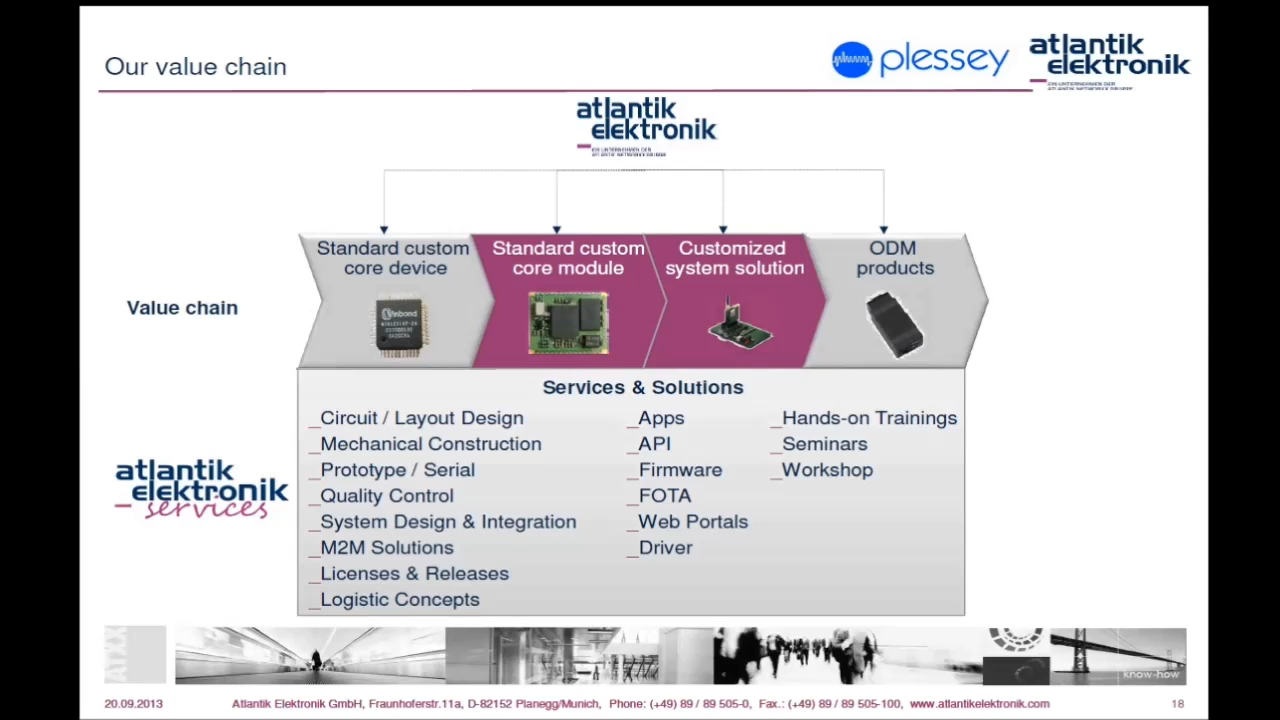 Our value chain
plessey
atlantik
elektronik
atlantik
elektronik
Standard custom
core device
Standard custom
core module
Customized
system solution
ODM
products
Value chain
Services & Solutions
_Circuit / Layout Design
_Mechanical Construction
_Prototype / Serial
_Quality Control
_System Design & Integration
_M2M Solutions
_Licenses & Releases
_Logistic Concepts
_Apps
_API
_Firmware
_FOTA
_Web Portals
_Driver
_Hands-on Trainings
_Seminars
_Workshop
atlantik
elektronik
services
know-how
20.09.2013
Atlantik Elektronik GmbH, Fraunhoferstr.11a, D-82152 Planegg/Munich, Phone: (+49) 89 / 89 505-0, Fax.: (+49) 89 / 89 505-100, www.atlantikelektronik.com
18